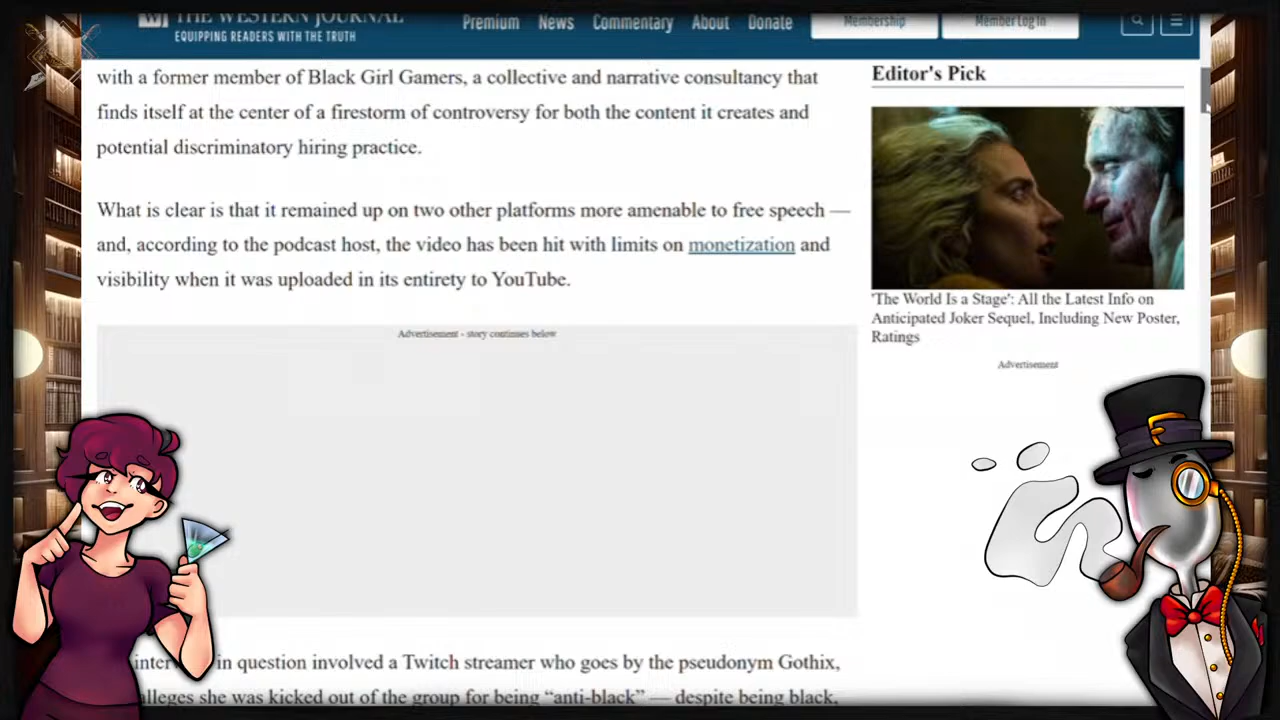 THE WESTERN JOURNAL
EQUIPPING READERS WITH THE TRUTH
Premium News Commentary About Donate
Membership Member Log In
with a former member of Black Girl Gamers, a collective and narrative consultancy that
finds itself at the center of a firestorm of controversy for both the content it creates and
potential discriminatory hiring practice.
What is clear is that it remained up on two other platforms more amenable to free speech —
and, according to the podcast host, the video has been hit with limits on monetization and
visibility when it was uploaded in its entirety to YouTube.
Advertisement - story continues below
in question involved a Twitch streamer who goes by the pseudonym Gothix,
she was kicked out of the group for being “anti-black” — despite being black,
Editor's Pick
'The World Is a Stage': All the Latest Info on
Anticipated Joker Sequel, Including New Poster,
Ratings
Advertisement